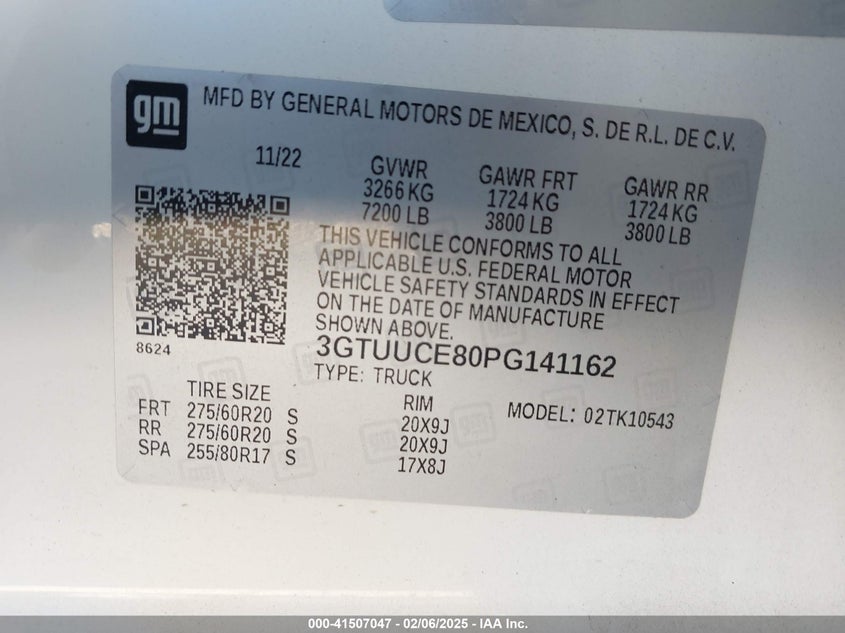 gm
MFD BY GENERAL MOTORS DE MEXICO, S. DE R.L. DE C.V.
11/22
GVWR GAWR FRT GAWR RR
3266 KG 1724 KG 1724 KG
7200 LB 3800 LB 3800 LB
THIS VEHICLE CONFORMS TO ALL
APPLICABLE U.S. FEDERAL MOTOR
VEHICLE SAFETY STANDARDS IN EFFECT
ON THE DATE OF MANUFACTURE
SHOWN ABOVE.
8624
3GTUUCE80PG141162
TYPE: TRUCK
TIRE SIZE RIM MODEL: 02TK10543
FRT 275/60R20 S 20X9J
RR 275/60R20 S 20X9J
SPA 255/80R17 S 17X8J
000-41507047 - 02/06/2025 - IAA Inc.